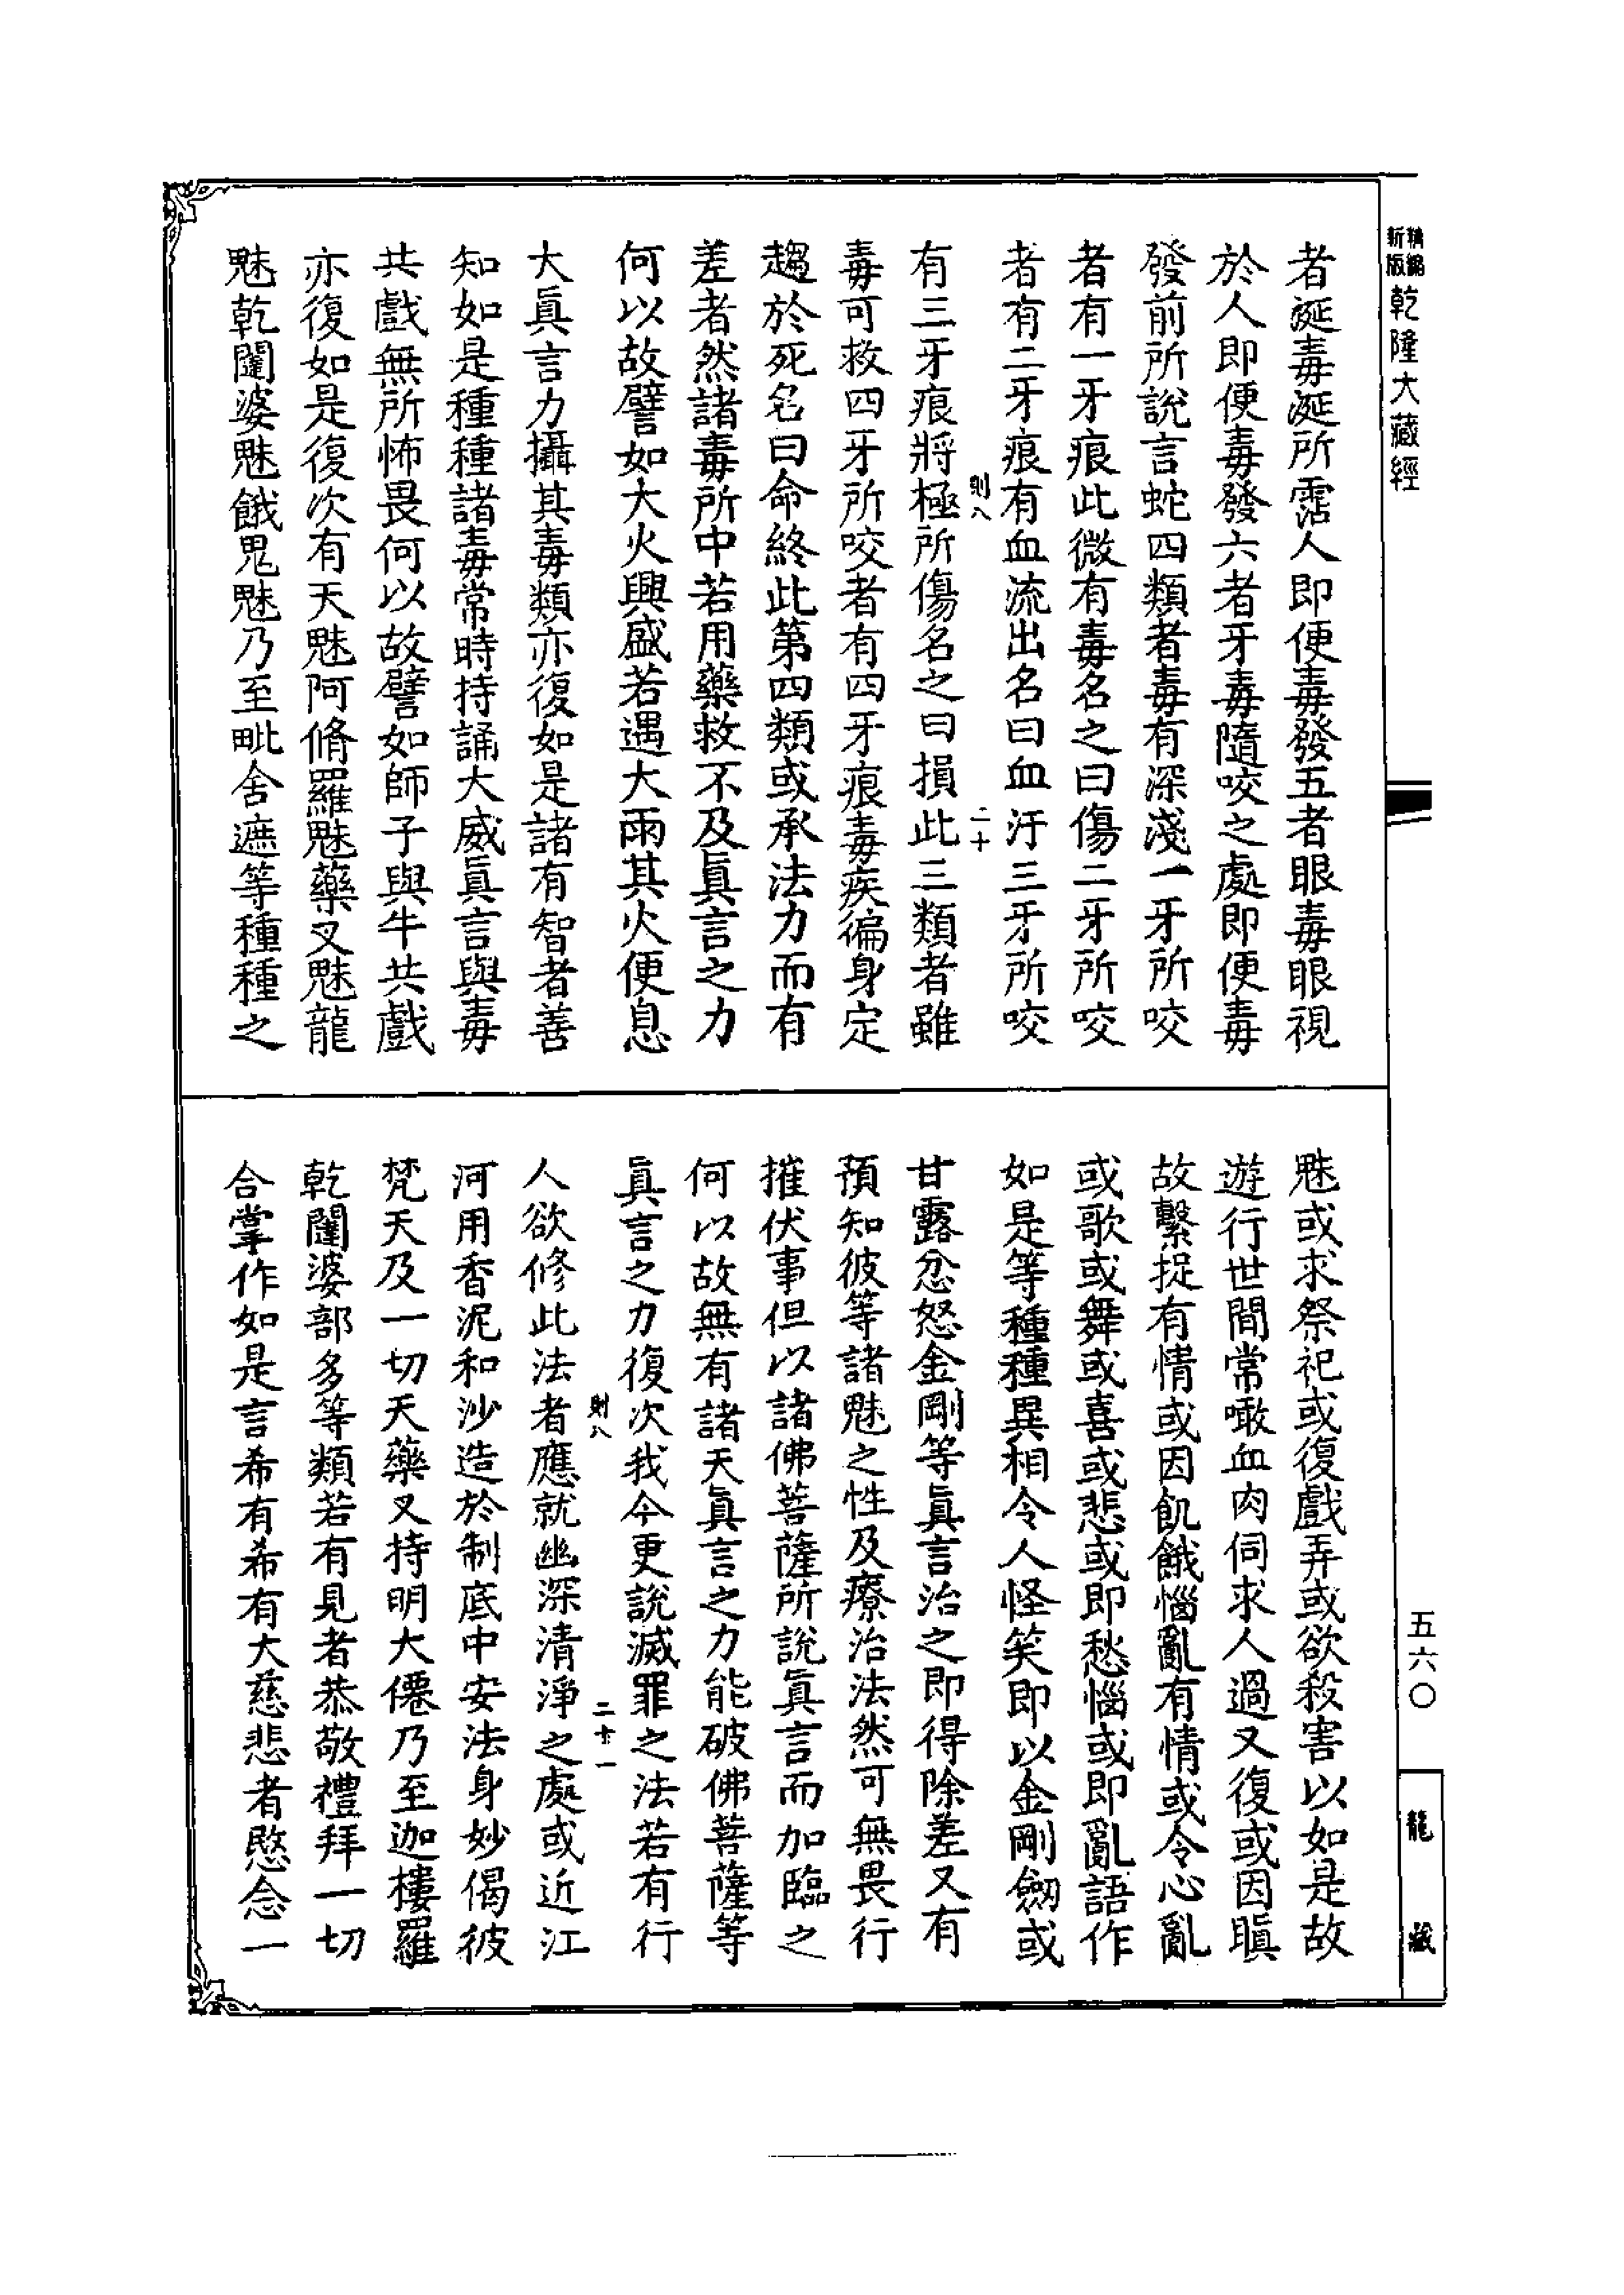 精縮新版乾隆大藏經
者涎毒涎所霑人即便毒發五者眼毒眼視
於人即便毒發六者牙毒隨咬之處即便毒
發前所說言蛇四類者毒有深淺一牙所咬
者有一牙痕此微有毒名之曰傷二牙所咬
者有二牙痕有血流出名曰血汙三牙所咬
則八 二十
有三牙痕將極所傷名之曰損此三類者雖
毒可救四牙所咬者有四牙痕毒疾徧身定
趨於死名曰命終此第四類或承法力而有
差者然諸毒所中若用藥救不及眞言之力
何以故譬如大火興盛若遇大雨其火便息
大眞言力攝其毒類亦復如是諸有智者善
知如是種種諸毒常時持誦大威眞言與毒
共戲無所怖畏何以故譬如師子與牛共戲
亦復如是復次有天魅阿脩羅魅藥叉魅龍
魅乾闥婆魅餓鬼魅乃至毗舍遮等種種之
魅或求祭祀或復戲弄或欲殺害以如是故
遊行世間常噉血肉伺求人過又復或因瞋
故繫捉有情或因飢餓惱亂有情或令心亂
或歌或舞或喜或悲或即愁惱或即亂語作
如是等種種異相令人怪笑即以金剛劒或
甘露忿怒金剛等眞言治之即得除差又有
預知彼等諸魅之性及療治法然可無畏行
摧伏事但以諸佛菩薩所說眞言而加臨之
何以故無有諸天眞言之力能破佛菩薩等
眞言之力復次我今更說滅罪之法若有行
則八 二十一
人欲修此法者應就幽深清淨之處或近江
河用香泥和沙造於制底中安法身妙偈彼
梵天及一切天藥叉持明大僊乃至迦樓羅
乾闥婆部多等類若有見者恭敬禮拜一切
合掌作如是言希有希有大慈悲者愍念一
五六〇
龍藏